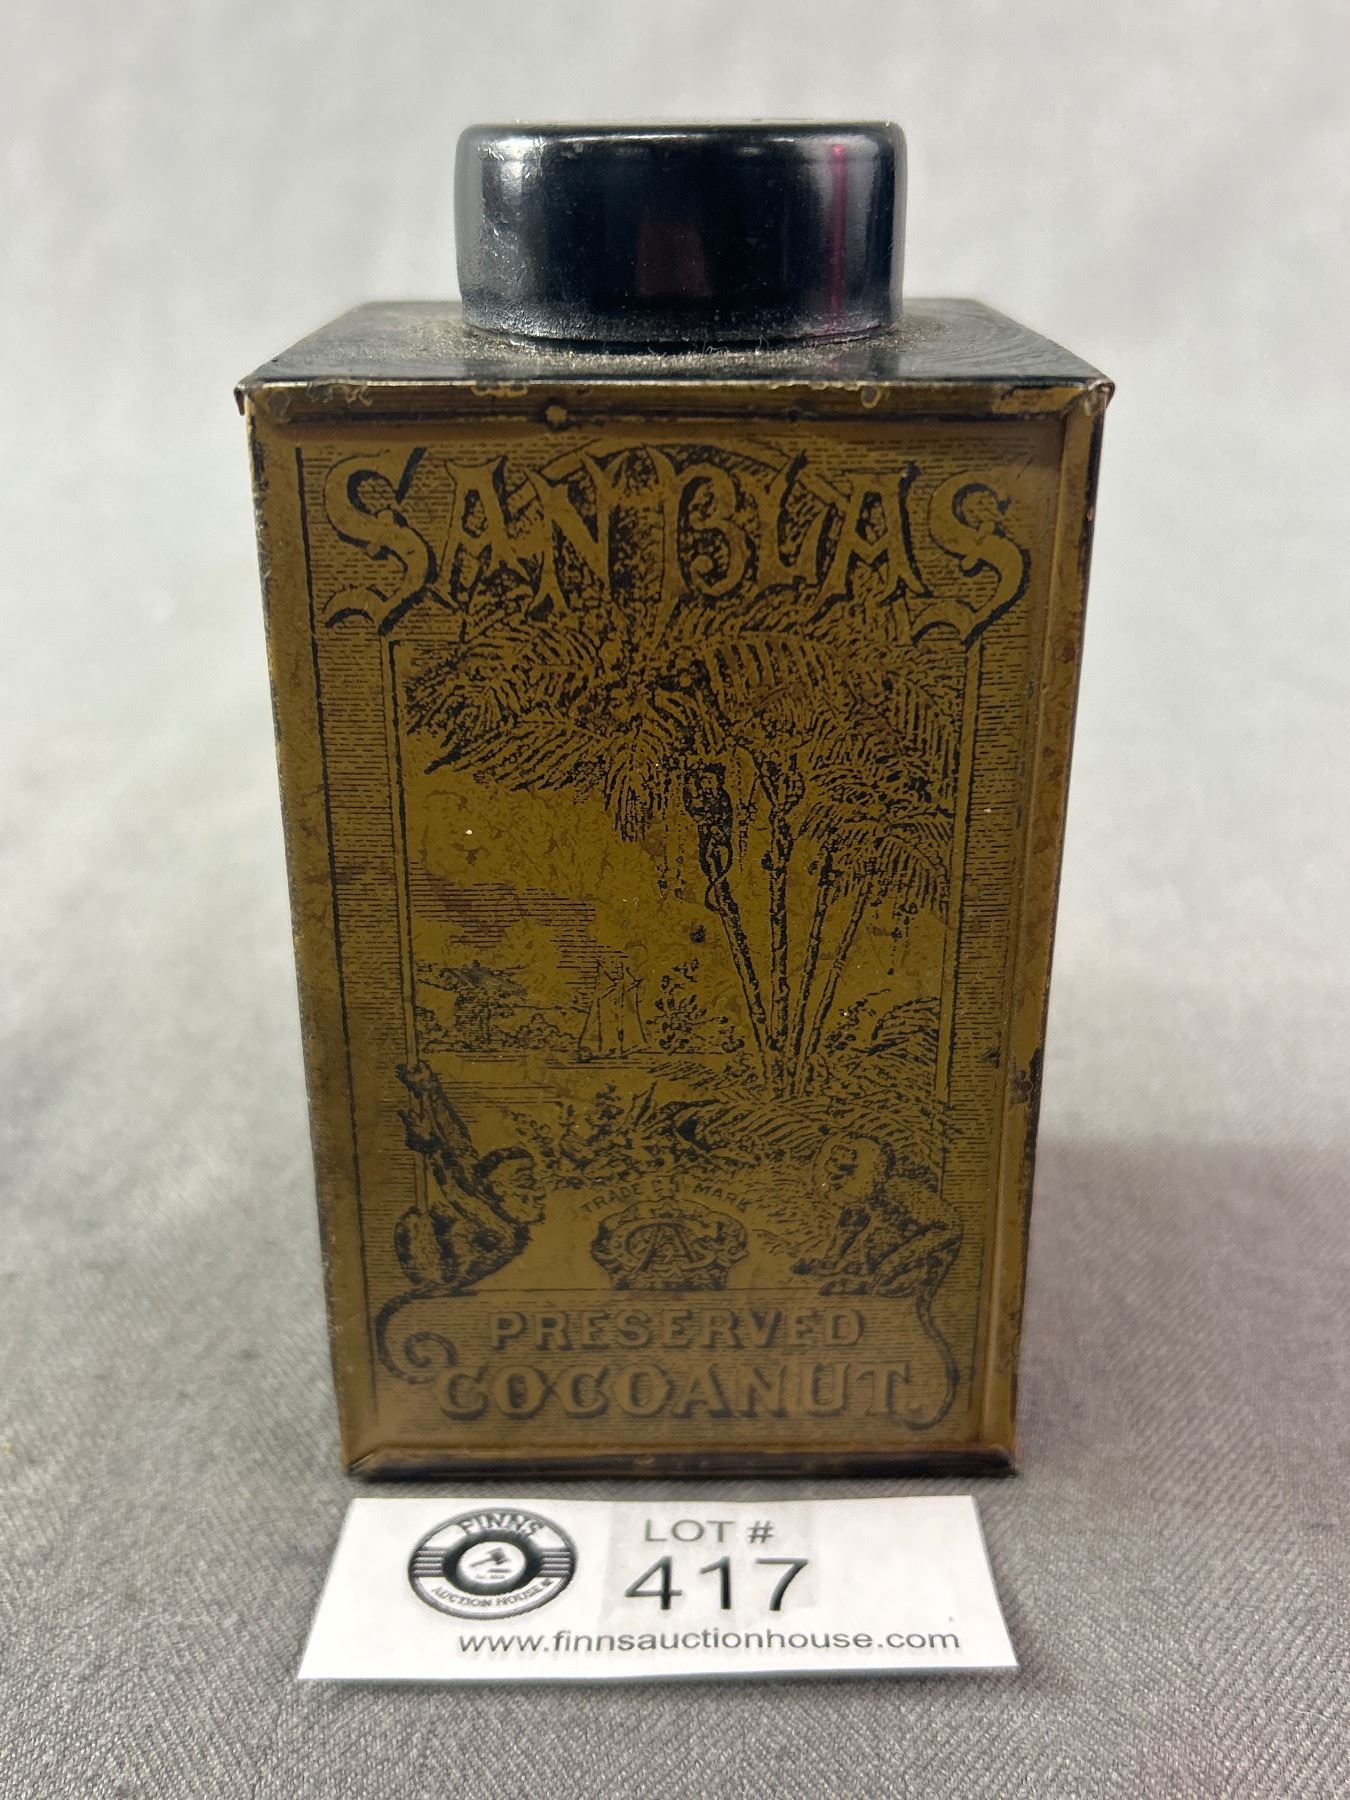 SAN BLAS
TRADE MARK
PRESERVED
COCOANUT.
FINNS
AUCTION HOUSE
LOT #
417
www.finnsauctionhouse.com